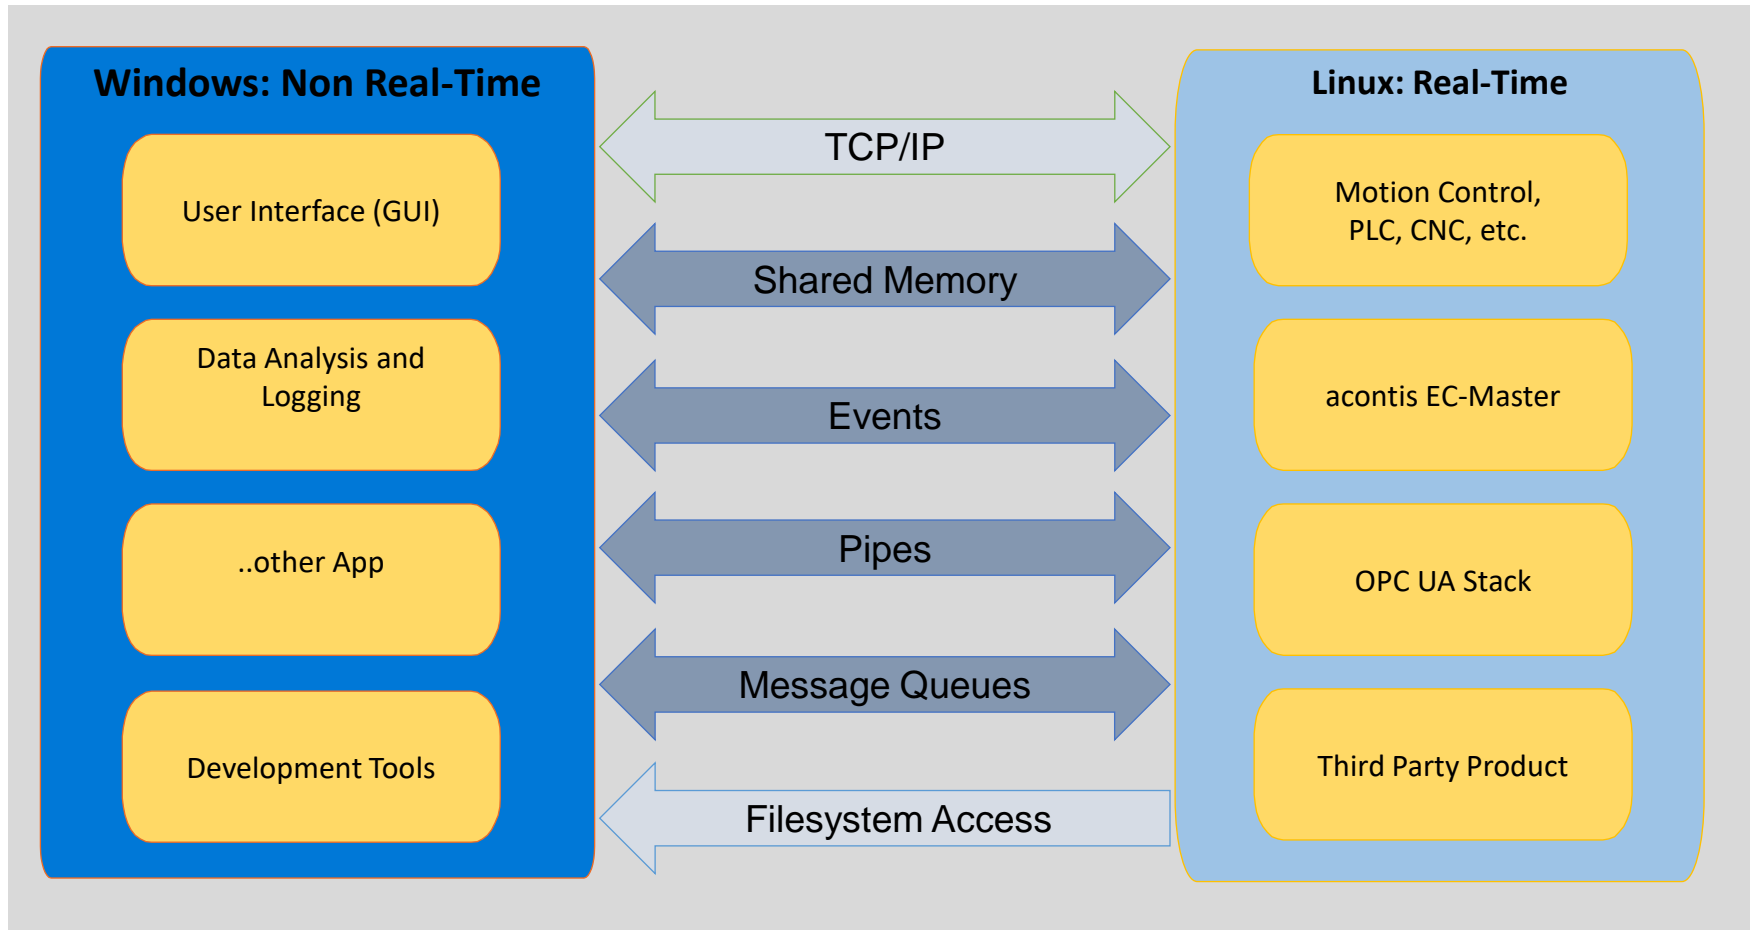 Windows: Non Real-Time
User Interface (GUI)
Data Analysis and
Logging
..other App
Development Tools
TCP/IP
Shared Memory
Events
Pipes
Message Queues
Filesystem Access
Linux: Real-Time
Motion Control,
PLC, CNC, etc.
acontis EC-Master
OPC UA Stack
Third Party Product